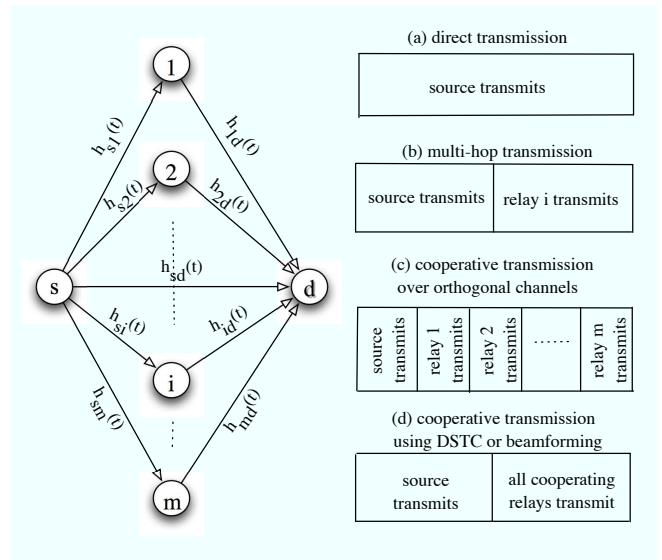 1
2
s
d
i
m
h_s1(t)
h_1d(t)
h_s2(t)
h_2d(t)
h_sd(t)
h_si(t)
h_id(t)
h_sm(t)
h_md(t)
(a) direct transmission
source transmits
(b) multi-hop transmission
source transmits
relay i transmits
(c) cooperative transmission
over orthogonal channels
source
transmits
relay 1
transmits
relay 2
transmits
......
relay m
transmits
(d) cooperative transmission
using DSTC or beamforming
source
transmits
all cooperating
relays transmit